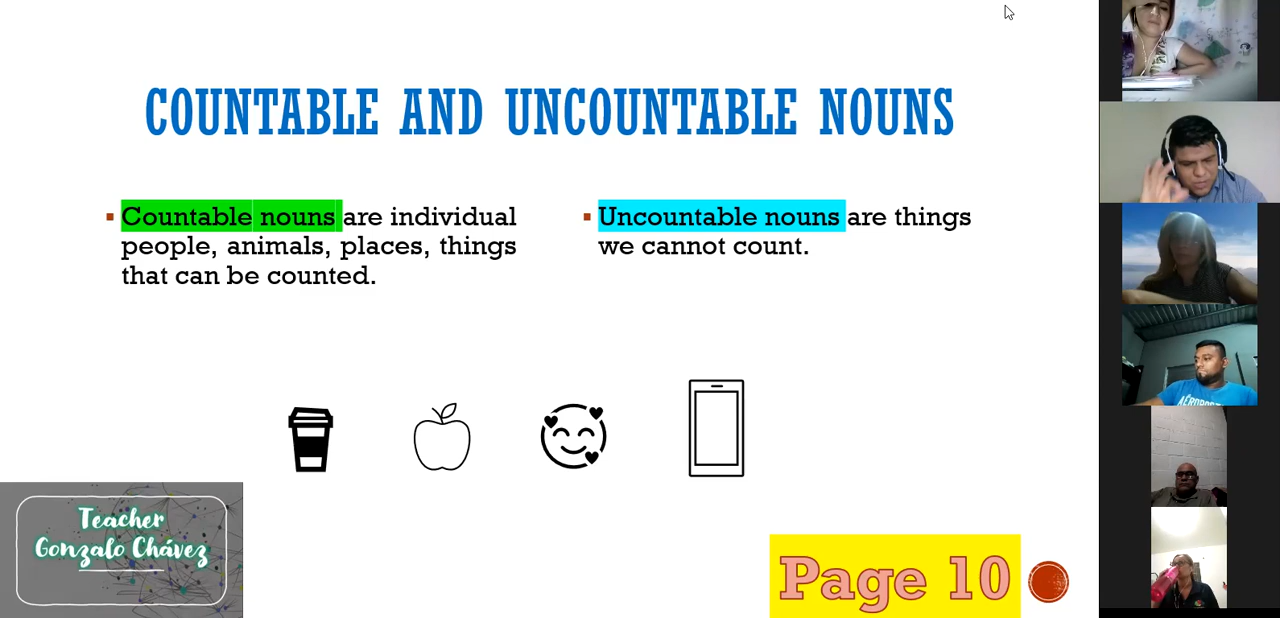 COUNTABLE AND UNCOUNTABLE NOUNS
Countable nouns are individual
people, animals, places, things
that can be counted.
Uncountable nouns are things
we cannot count.
Teacher
Gonzalo Chávez
Page 10